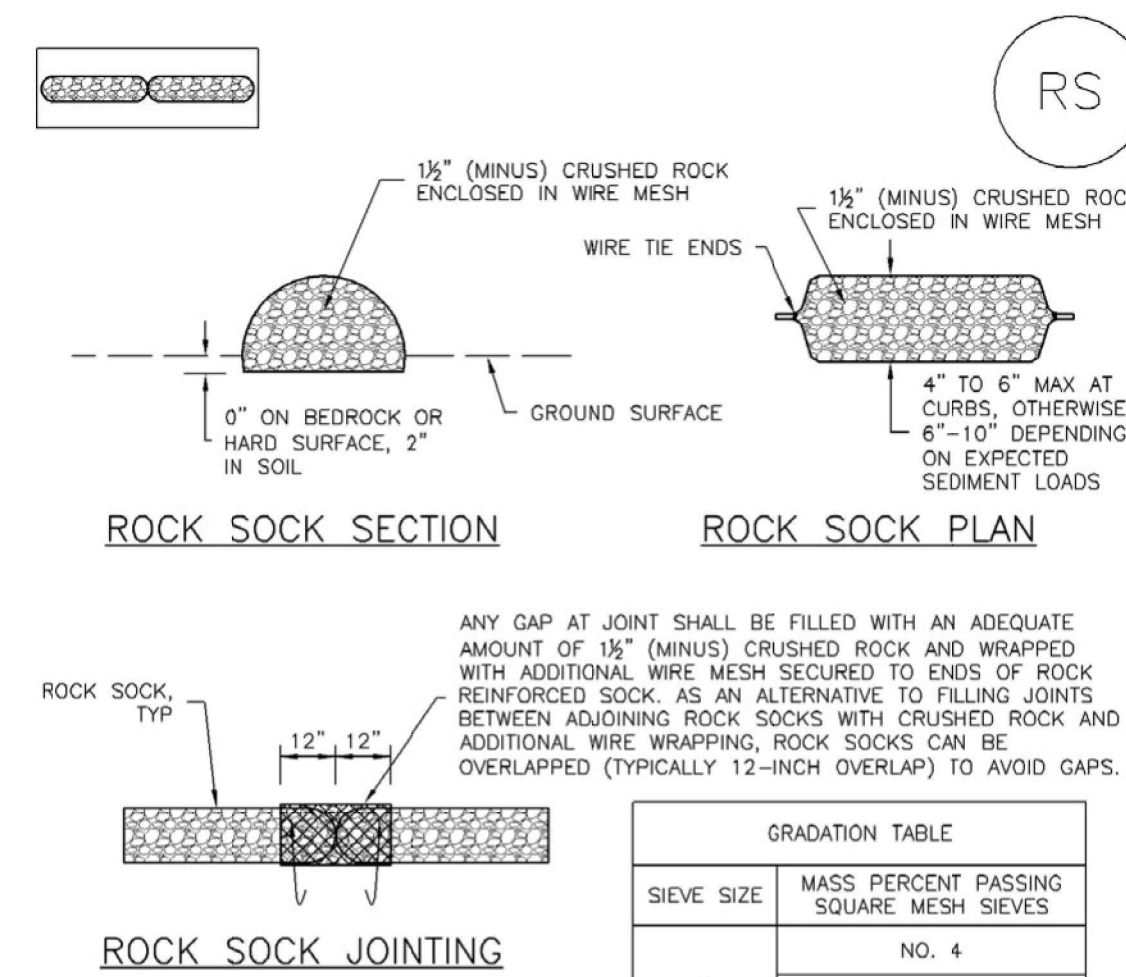 RS
1½" (MINUS) CRUSHED ROCK
ENCLOSED IN WIRE MESH
0" ON BEDROCK OR
HARD SURFACE, 2"
IN SOIL
GROUND SURFACE
ROCK SOCK SECTION
1½" (MINUS) CRUSHED ROC
ENCLOSED IN WIRE MESH
WIRE TIE ENDS
4" TO 6" MAX AT
CURBS, OTHERWISE
6"-10" DEPENDING
ON EXPECTED
SEDIMENT LOADS
ROCK SOCK PLAN
ANY GAP AT JOINT SHALL BE FILLED WITH AN ADEQUATE
AMOUNT OF 1½" (MINUS) CRUSHED ROCK AND WRAPPED
WITH ADDITIONAL WIRE MESH SECURED TO ENDS OF ROCK
REINFORCED SOCK. AS AN ALTERNATIVE TO FILLING JOINTS
BETWEEN ADJOINING ROCK SOCKS WITH CRUSHED ROCK AND
ADDITIONAL WIRE WRAPPING, ROCK SOCKS CAN BE
OVERLAPPED (TYPICALLY 12-INCH OVERLAP) TO AVOID GAPS.
ROCK SOCK,
TYP
12" 12"
ROCK SOCK JOINTING
GRADATION TABLE
SIEVE SIZE
MASS PERCENT PASSING
SQUARE MESH SIEVES
NO. 4